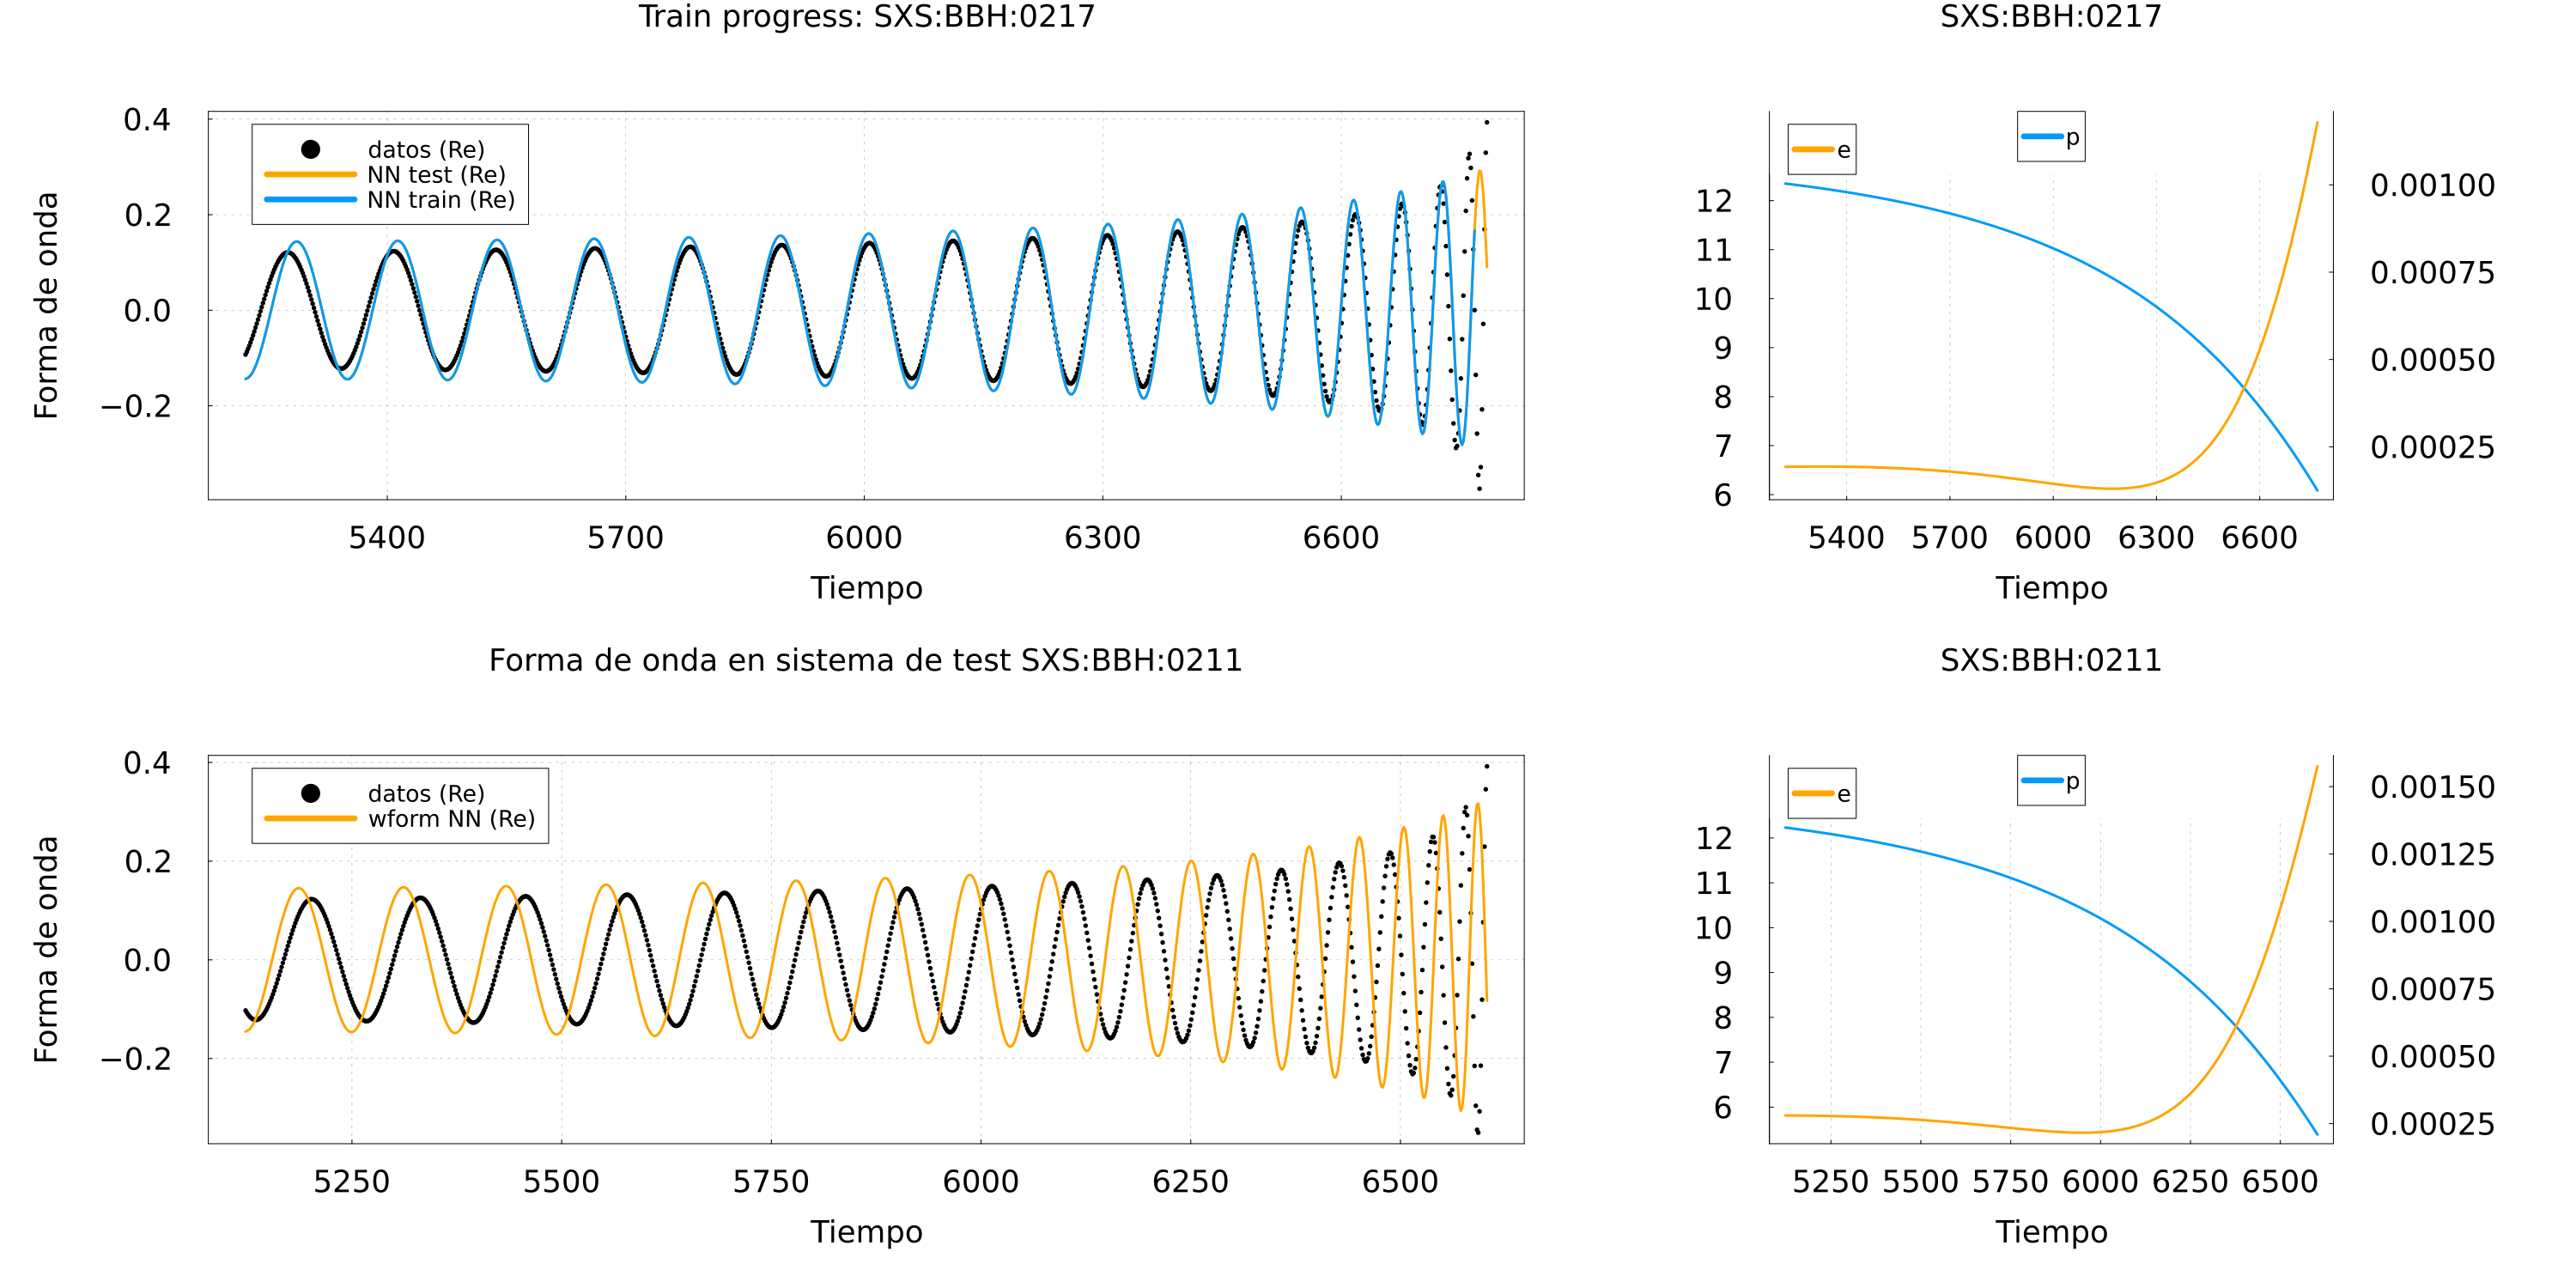 Train progress: SXS:BBH:0217
Forma de onda
0.4
0.2
0.0
−0.2
datos (Re)
NN test (Re)
NN train (Re)
5400 5700 6000 6300 6600
Tiempo
SXS:BBH:0217
e
p
12
11
10
9
8
7
6
0.00100
0.00075
0.00050
0.00025
5400 5700 6000 6300 6600
Tiempo
Forma de onda en sistema de test SXS:BBH:0211
Forma de onda
0.4
0.2
0.0
−0.2
datos (Re)
wform NN (Re)
5250 5500 5750 6000 6250 6500
Tiempo
SXS:BBH:0211
e
p
12
11
10
9
8
7
6
0.00150
0.00125
0.00100
0.00075
0.00050
0.00025
5250 5500 5750 6000 6250 6500
Tiempo